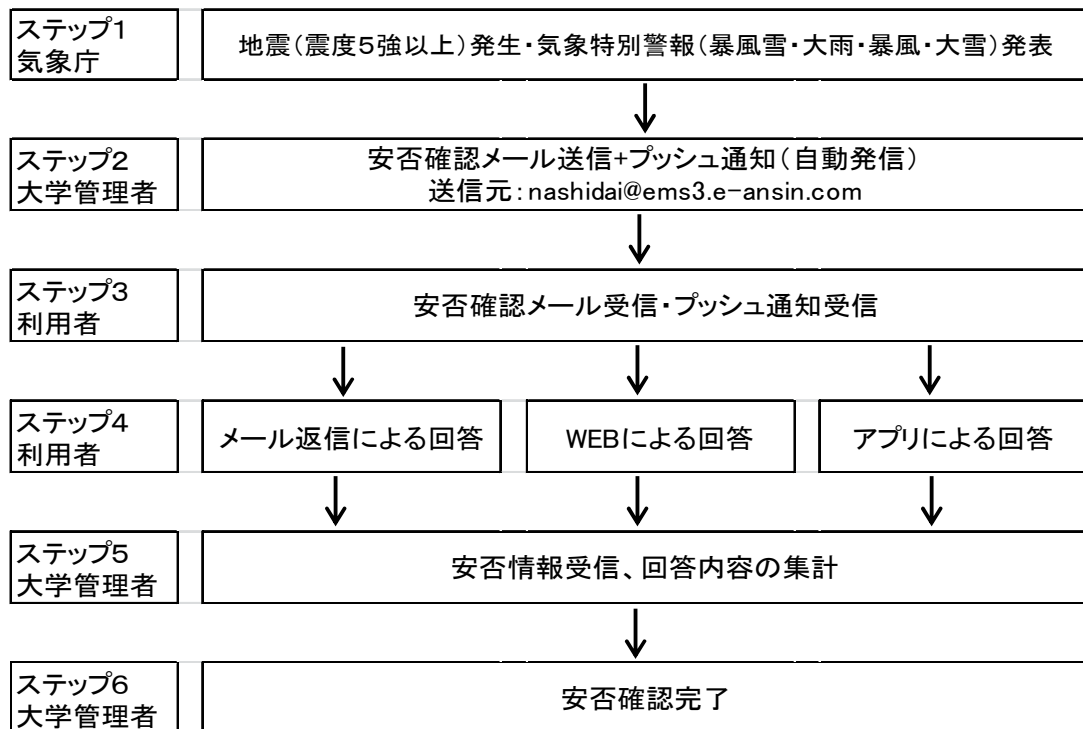 ステップ1
気象庁
地震(震度5強以上)発生・気象特別警報(暴風雪・大雨・暴風・大雪)発表
ステップ2
大学管理者
安否確認メール送信+プッシュ通知(自動発信)
送信元:nashidai@ems3.e-ansin.com
ステップ3
利用者
安否確認メール受信・プッシュ通知受信
ステップ4
利用者
メール返信による回答
WEBによる回答
アプリによる回答
ステップ5
大学管理者
安否情報受信、回答内容の集計
ステップ6
大学管理者
安否確認完了